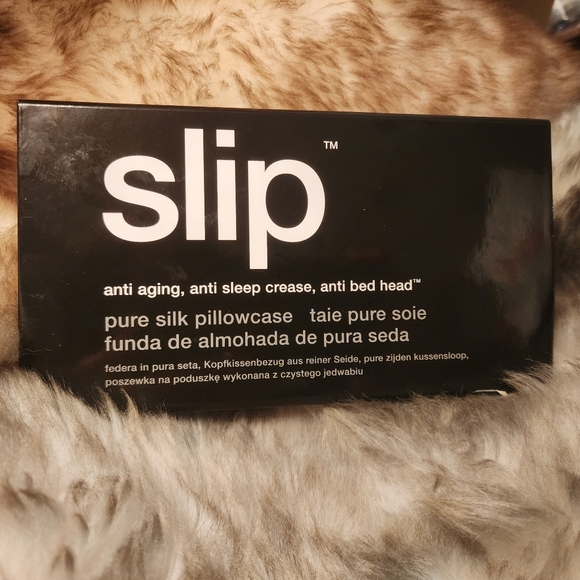 slip™
anti aging, anti sleep crease, anti bed head™
pure silk pillowcase taie pure soie
funda de almohada de pura seda
federa in pura seta, Kopfkissenbezug aus reiner Seide, pure zijden kussensloop,
poszewka na poduszkę wykonana z czystego jedwabiu